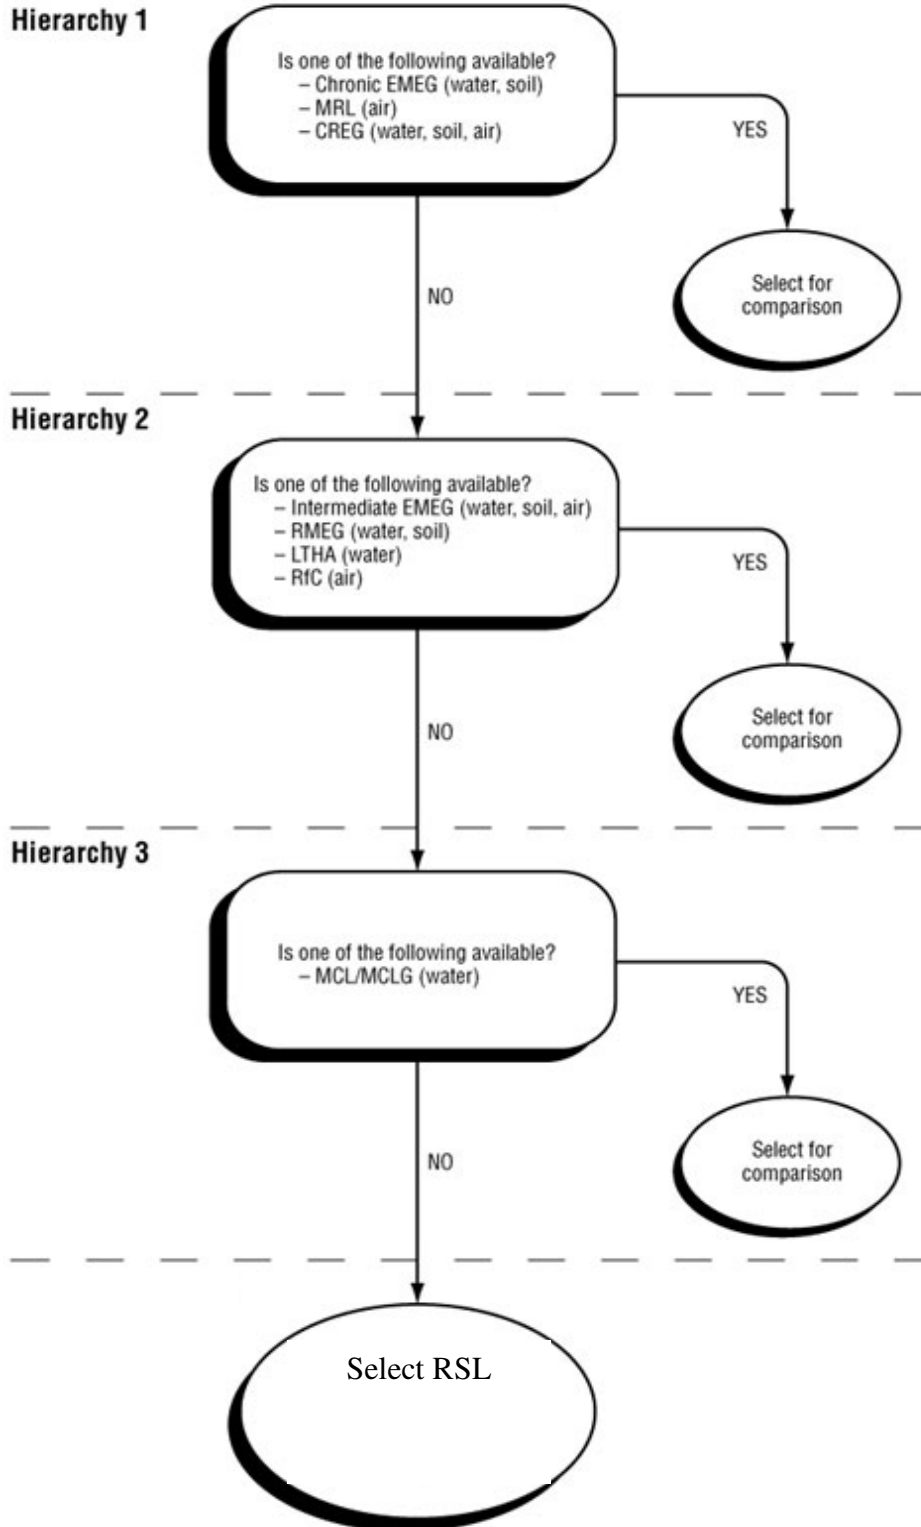 Hierarchy 1
Is one of the following available?
– Chronic EMEG (water, soil)
– MRL (air)
– CREG (water, soil, air)
YES
Select for
comparison
NO
Hierarchy 2
Is one of the following available?
– Intermediate EMEG (water, soil, air)
– RMEG (water, soil)
– LTHA (water)
– RfC (air)
YES
Select for
comparison
NO
Hierarchy 3
Is one of the following available?
– MCL/MCLG (water)
YES
Select for
comparison
NO
Select RSL